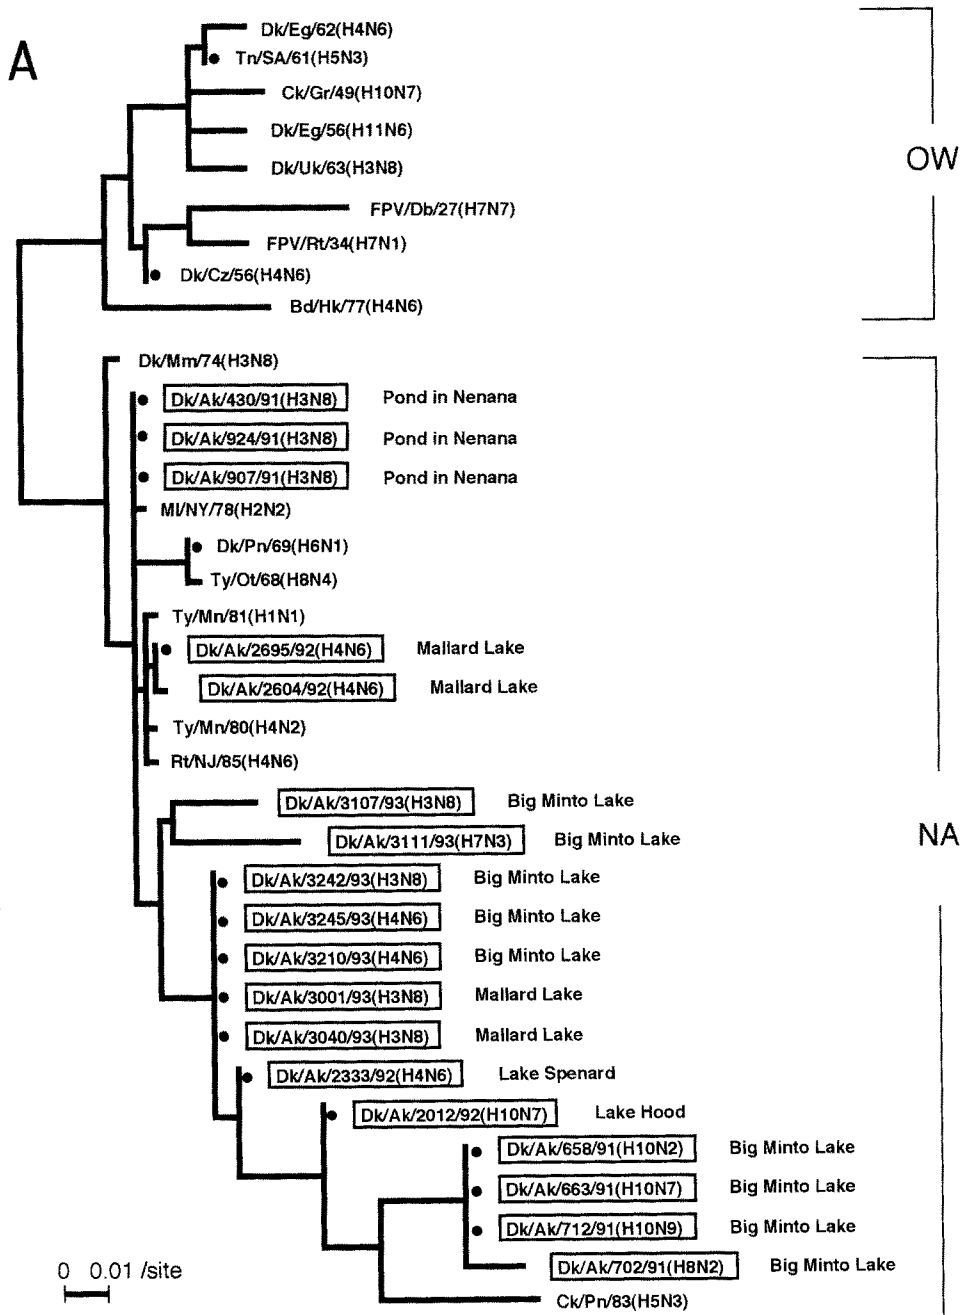 A
Dk/Eg/62(H4N6)
Tn/SA/61(H5N3)
Ck/Gr/49(H10N7)
Dk/Eg/56(H11N6)
OW
Dk/Uk/63(H3N8)
FPV/Db/27(H7N7)
FPV/Rt/34(H7N1)
Dk/Cz/56(H4N6)
Bd/Hk/77(H4N6)
Dk/Mm/74(H3N8)
Dk/Ak/430/91(H3N8) Pond in Nenana
Dk/Ak/924/91(H3N8) Pond in Nenana
Dk/Ak/907/91(H3N8) Pond in Nenana
Ml/NY/78(H2N2)
Dk/Pn/69(H6N1)
Ty/Ot/68(H8N4)
Ty/Mn/81(H1N1)
Dk/Ak/2695/92(H4N6) Mallard Lake
Dk/Ak/2604/92(H4N6) Mallard Lake
Ty/Mn/80(H4N2)
Rt/NJ/85(H4N6)
Dk/Ak/3107/93(H3N8) Big Minto Lake
NA
Dk/Ak/3111/93(H7N3) Big Minto Lake
Dk/Ak/3242/93(H3N8) Big Minto Lake
Dk/Ak/3245/93(H4N6) Big Minto Lake
Dk/Ak/3210/93(H4N6) Big Minto Lake
Dk/Ak/3001/93(H3N8) Mallard Lake
Dk/Ak/3040/93(H3N8) Mallard Lake
Dk/Ak/2333/92(H4N6) Lake Spenard
Dk/Ak/2012/92(H10N7) Lake Hood
Dk/Ak/658/91(H10N2) Big Minto Lake
Dk/Ak/663/91(H10N7) Big Minto Lake
Dk/Ak/712/91(H10N9) Big Minto Lake
Dk/Ak/702/91(H8N2) Big Minto Lake
Ck/Pn/83(H5N3)
0 0.01 /site